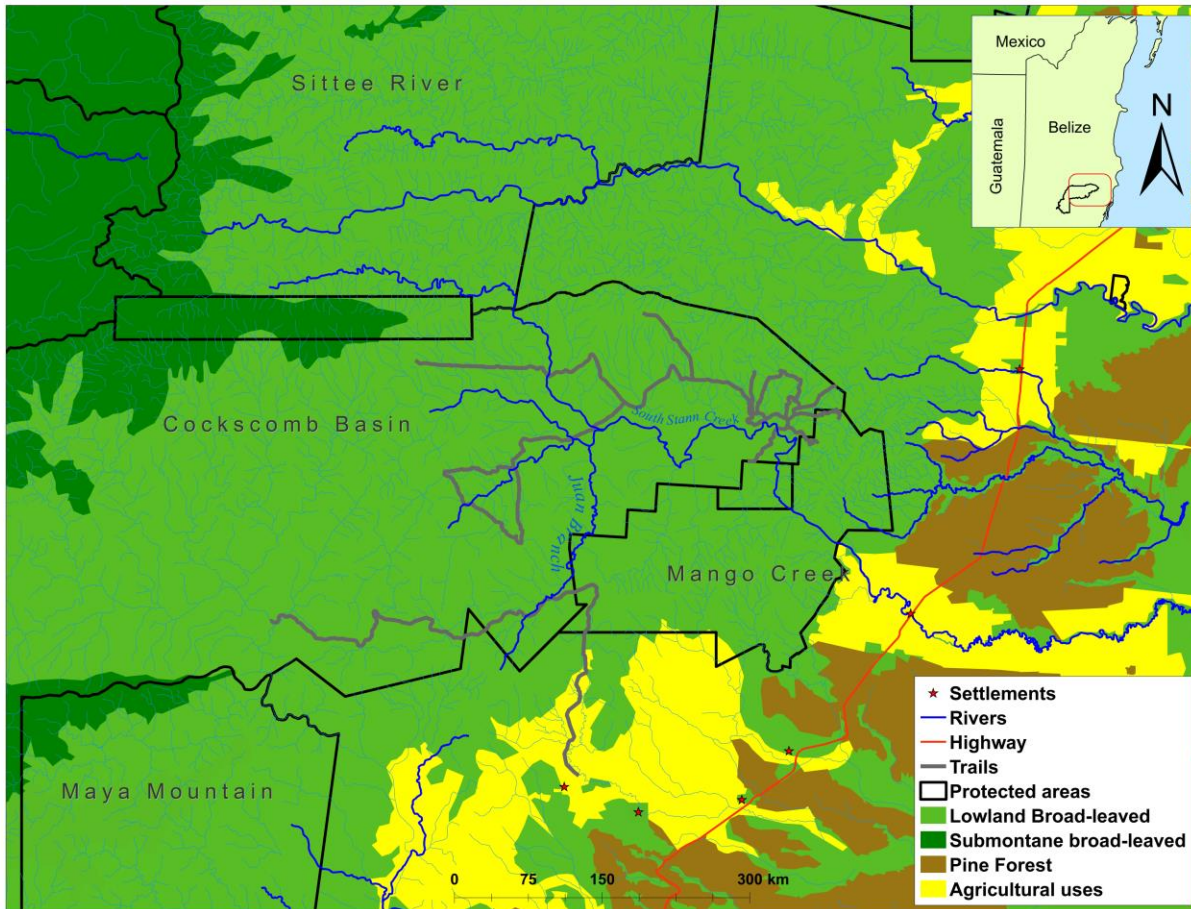 Sittee River
Mexico
Guatemala
Belize
N
Cockscomb Basin
South Stann Creek
Juan Branch
Mango Creek
Maya Mountain
0 75 150 300 km
Settlements
Rivers
Highway
Trails
Protected areas
Lowland Broad-leaved
Submontane broad-leaved
Pine Forest
Agricultural uses